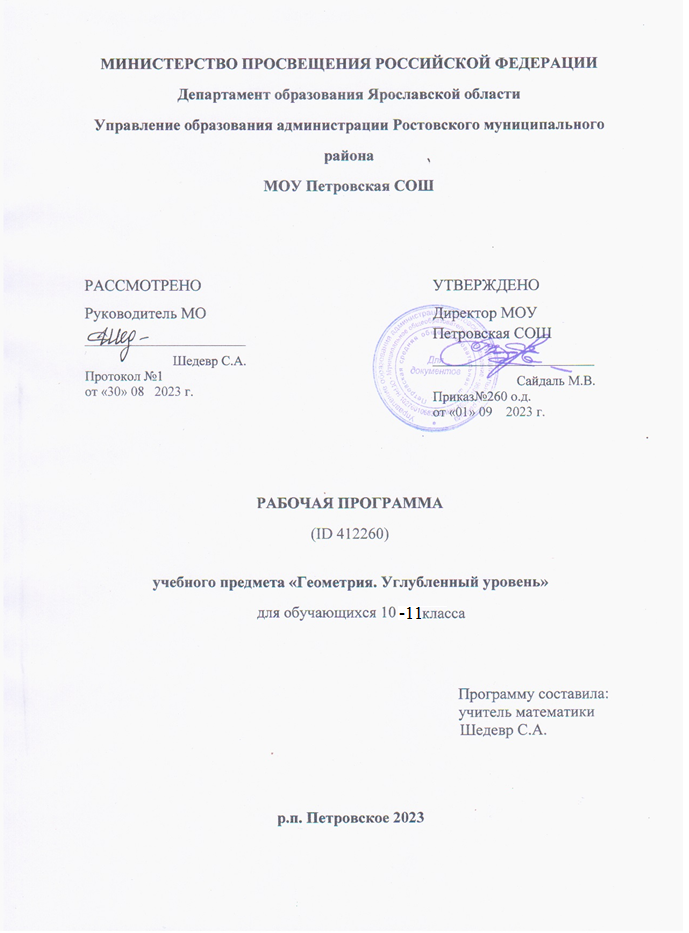 МИНИСТЕРСТВО ПРОСВЕЩЕНИЯ РОССИЙСКОЙ ФЕДЕРАЦИИ
Департамент образования Ярославской области
Управление образования администрации Ростовского муниципального
района
МОУ Петровская СОШ
РАССМОТРЕНО
Руководитель МО
Шедевр С.А.
Протокол №1
от «30» 08 2023 г.
УТВЕРЖДЕНО
Директор МОУ
Петровская СОШ
Для
документов
Сайдаль М.В.
Приказ№260 о.д.
от «01» 09 2023 г.
РАБОЧАЯ ПРОГРАММА
(ID 412260)
учебного предмета «Геометрия. Углубленный уровень»
для обучающихся 10 -11класса
Программу составила:
учитель математики
Шедевр С.А.
р.п. Петровское 2023